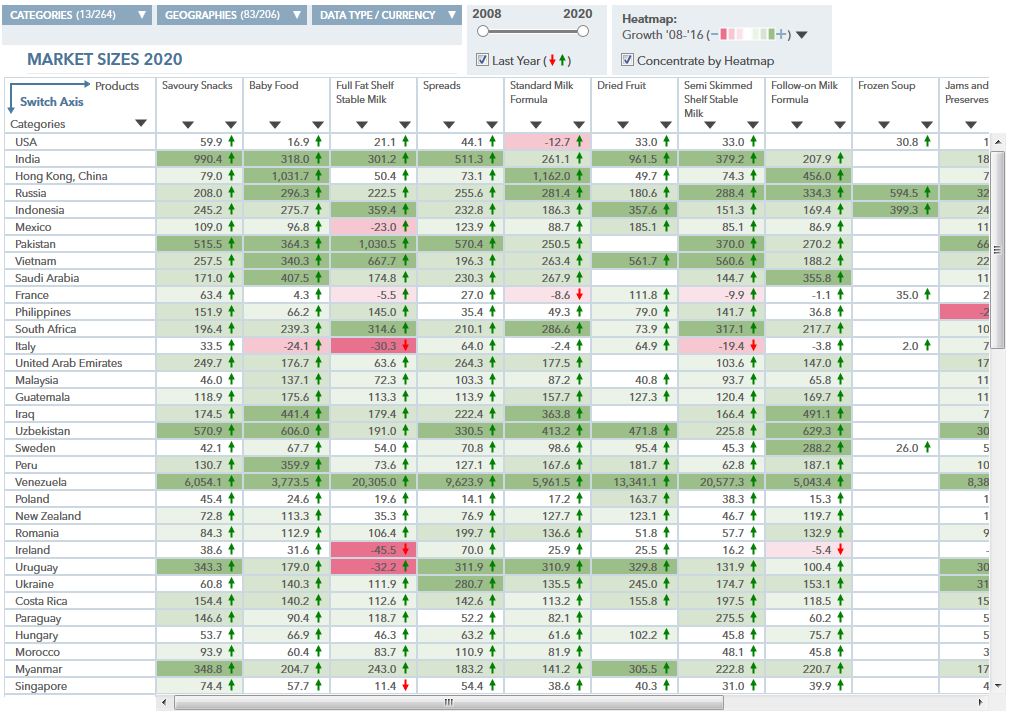 CATEGORIES (13/264) GEOGRAPHIES (83/206) DATA TYPE / CURRENCY
2008 2020
Last Year ( )
Heatmap:
Growth '08-'16 (− +)
Concentrate by Heatmap
MARKET SIZES 2020
Products
Switch Axis
Categories
Savoury Snacks
Baby Food
Full Fat Shelf
Stable Milk
Spreads
Standard Milk
Formula
Dried Fruit
Semi Skimmed
Shelf Stable
Milk
Follow-on Milk
Formula
Frozen Soup
Jams and
Preserves
USA 59.9 16.9 21.1 44.1 -12.7 33.0 33.0 30.8 1
India 990.4 318.0 301.2 511.3 261.1 961.5 379.2 207.9 18
Hong Kong, China 79.0 1,031.7 50.4 73.1 1,162.0 49.7 74.3 456.0 7
Russia 208.0 296.3 222.5 255.6 281.4 180.6 288.4 334.3 594.5 32
Indonesia 245.2 275.7 359.4 232.8 186.3 357.6 151.3 169.4 399.3 24
Mexico 109.0 96.8 -23.0 123.9 88.7 185.1 85.1 86.9 11
Pakistan 515.5 364.3 1,030.5 570.4 250.5 370.0 270.2 66
Vietnam 257.5 340.3 667.7 196.3 263.4 561.7 560.6 188.2 22
Saudi Arabia 171.0 407.5 174.8 230.3 267.9 144.7 355.8 11
France 63.4 4.3 -5.5 27.0 -8.6 111.8 -9.9 -1.1 35.0 2
Philippines 151.9 66.2 145.0 35.4 49.3 79.0 141.7 36.8 -2
South Africa 196.4 239.3 314.6 210.1 286.6 73.9 317.1 217.7 10
Italy 33.5 -24.1 -30.3 64.0 -2.4 64.9 -19.4 -3.8 2.0 7
United Arab Emirates 249.7 176.7 63.6 264.3 177.5 103.6 147.0 17
Malaysia 46.0 137.1 72.3 103.3 87.2 40.8 93.7 65.8 11
Guatemala 118.9 175.6 113.3 113.9 157.7 127.3 120.4 169.7 11
Iraq 174.5 441.4 179.4 222.4 363.8 166.4 491.1 7
Uzbekistan 570.9 606.0 191.0 330.5 413.2 471.8 225.8 629.3 30
Sweden 42.1 67.7 54.0 70.8 98.6 95.4 45.3 288.2 26.0 5
Peru 130.7 359.9 73.6 127.1 167.6 181.7 62.8 187.1 10
Venezuela 6,054.1 3,773.5 20,305.0 9,623.9 5,961.5 13,341.1 20,577.3 5,043.4 8,38
Poland 45.4 24.6 19.6 14.1 17.2 163.7 38.3 15.3 1
New Zealand 72.8 113.3 35.3 76.9 127.7 123.1 46.7 119.7 1
Romania 84.3 112.9 106.4 199.7 136.6 51.8 57.7 132.9 9
Ireland 38.6 31.6 -45.5 70.0 25.9 25.5 16.2 -5.4 -
Uruguay 343.3 179.0 -32.2 311.9 310.9 329.8 131.9 100.4 30
Ukraine 60.8 140.3 111.9 280.7 135.5 245.0 174.7 153.1 31
Costa Rica 154.4 140.2 112.6 142.6 113.2 155.8 197.5 118.5 15
Paraguay 146.6 90.4 118.7 52.2 82.1 275.5 60.2 5
Hungary 53.7 66.9 46.3 63.2 61.6 102.2 45.8 75.7 5
Morocco 93.9 60.4 83.7 110.9 81.9 48.1 45.8 3
Myanmar 348.8 204.7 243.0 183.2 141.2 305.5 222.8 220.7 17
Singapore 74.4 57.7 11.4 54.4 38.6 40.3 31.0 39.9 4